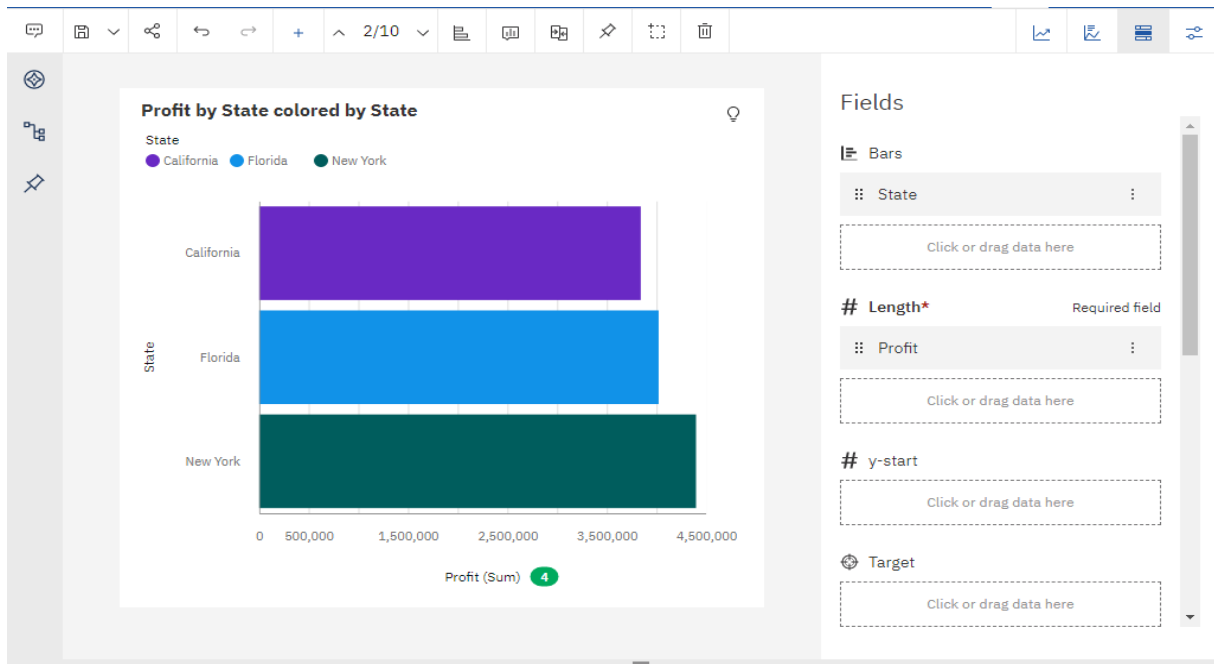 2/10
Profit by State colored by State
State
California Florida New York
California
Florida
New York
State
0 500,000 1,500,000 2,500,000 3,500,000 4,500,000
Profit (Sum) 4
Fields
Bars
State
Click or drag data here
# Length* Required field
Profit
Click or drag data here
# y-start
Click or drag data here
Target
Click or drag data here